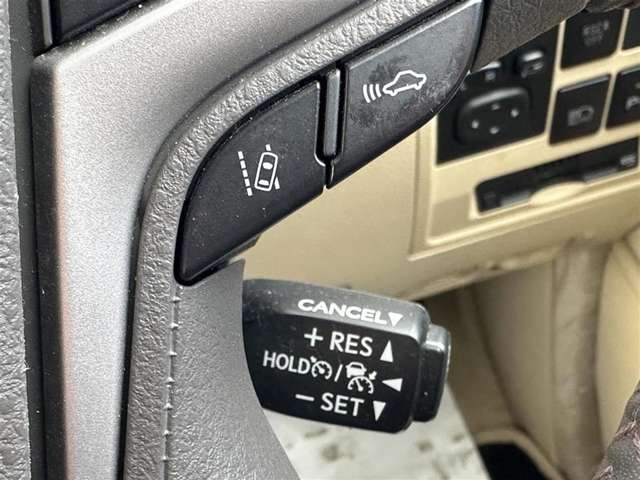 CANCEL▼
+ RES ▲
HOLD / ◀
− SET ▼